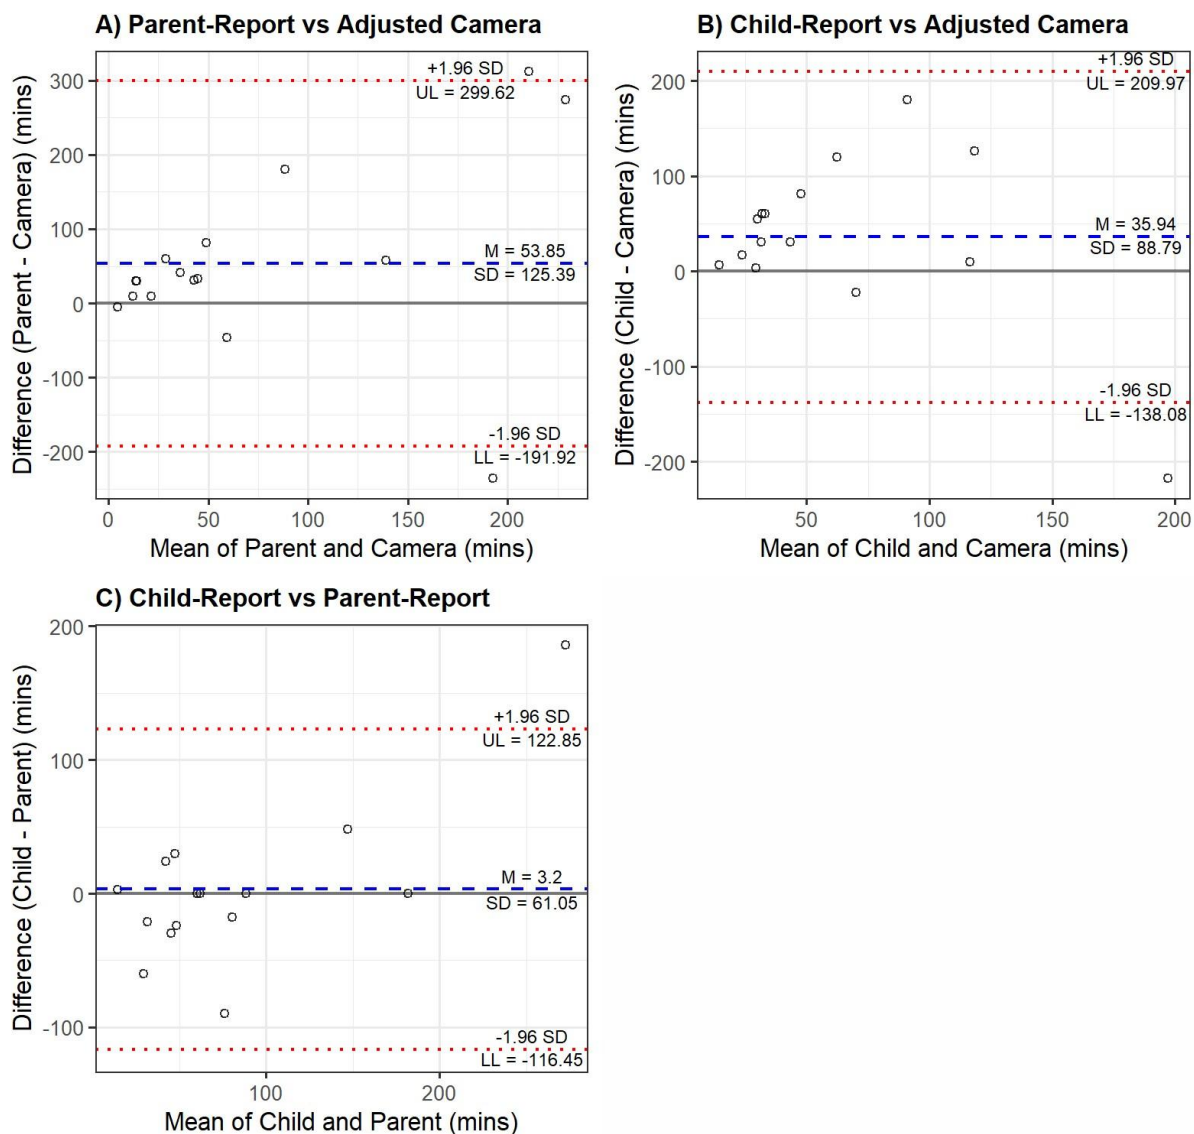 A) Parent-Report vs Adjusted Camera
Difference (Parent - Camera) (mins)
300
200
100
0
-100
-200
+1.96 SD
UL = 299.62
M = 53.85
SD = 125.39
-1.96 SD
LL = -191.92
0
50
100
150
200
Mean of Parent and Camera (mins)
B) Child-Report vs Adjusted Camera
Difference (Child - Camera) (mins)
200
100
0
-100
-200
+1.96 SD
UL = 209.97
M = 35.94
SD = 88.79
-1.96 SD
LL = -138.08
50
100
150
200
Mean of Child and Camera (mins)
C) Child-Report vs Parent-Report
Difference (Child - Parent) (mins)
200
100
0
-100
+1.96 SD
UL = 122.85
M = 3.2
SD = 61.05
-1.96 SD
LL = -116.45
100
200
Mean of Child and Parent (mins)